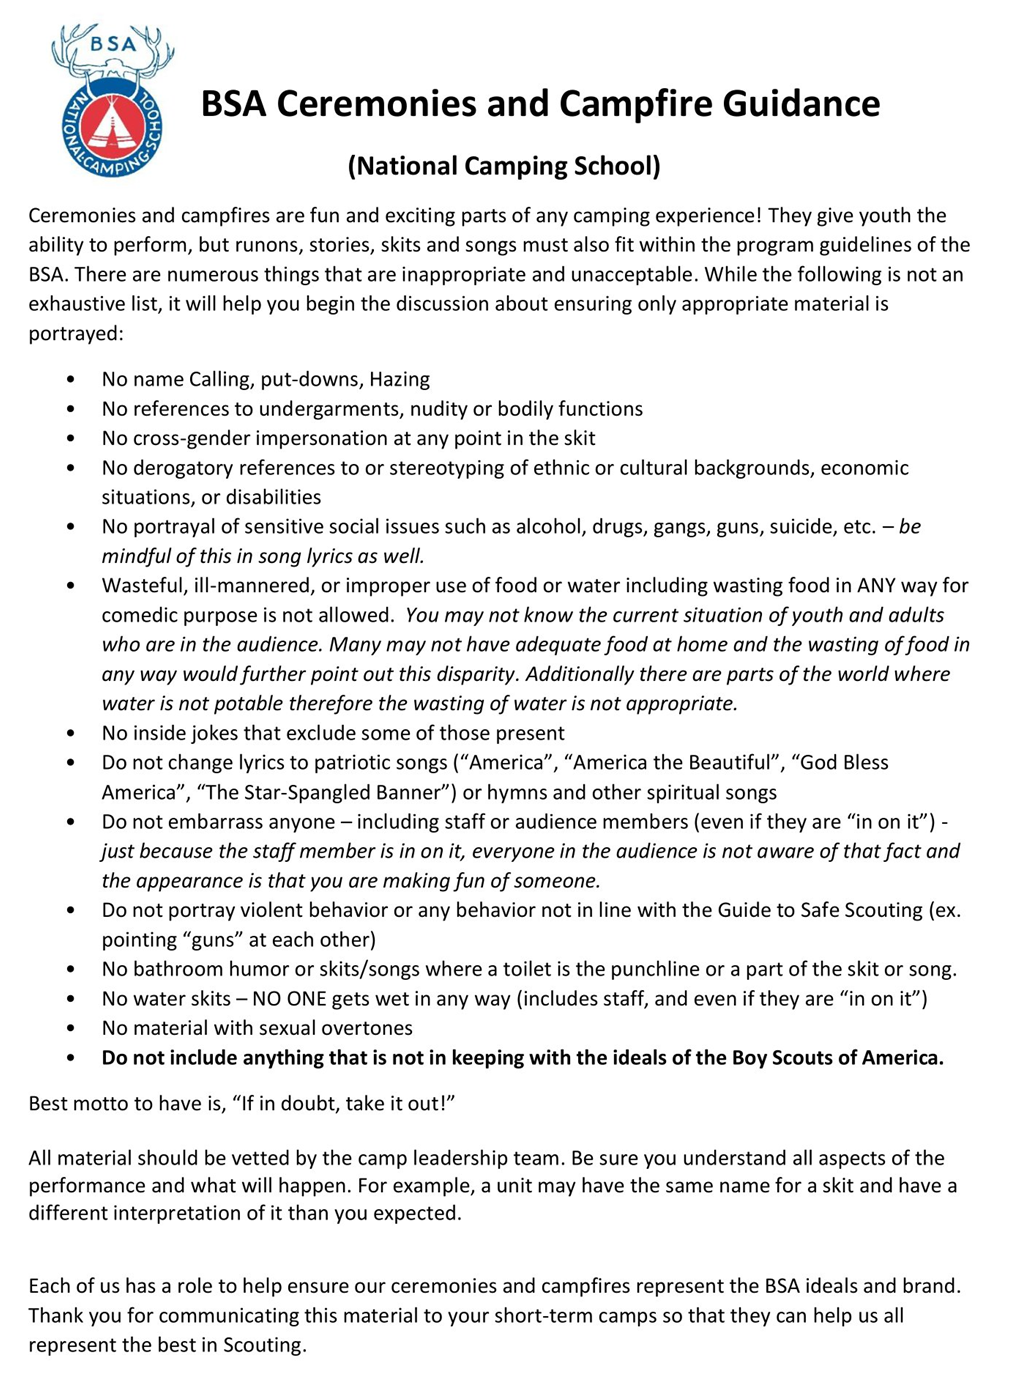 BSA
NATIONAL CAMPING SCHOOL
BSA Ceremonies and Campfire Guidance
(National Camping School)
Ceremonies and campfires are fun and exciting parts of any camping experience! They give youth the
ability to perform, but runons, stories, skits and songs must also fit within the program guidelines of the
BSA. There are numerous things that are inappropriate and unacceptable. While the following is not an
exhaustive list, it will help you begin the discussion about ensuring only appropriate material is
portrayed:
• No name Calling, put-downs, Hazing
• No references to undergarments, nudity or bodily functions
• No cross-gender impersonation at any point in the skit
• No derogatory references to or stereotyping of ethnic or cultural backgrounds, economic
situations, or disabilities
• No portrayal of sensitive social issues such as alcohol, drugs, gangs, guns, suicide, etc. – be
mindful of this in song lyrics as well.
• Wasteful, ill-mannered, or improper use of food or water including wasting food in ANY way for
comedic purpose is not allowed. You may not know the current situation of youth and adults
who are in the audience. Many may not have adequate food at home and the wasting of food in
any way would further point out this disparity. Additionally there are parts of the world where
water is not potable therefore the wasting of water is not appropriate.
• No inside jokes that exclude some of those present
• Do not change lyrics to patriotic songs (“America”, “America the Beautiful”, “God Bless
America”, “The Star-Spangled Banner”) or hymns and other spiritual songs
• Do not embarrass anyone – including staff or audience members (even if they are “in on it”) -
just because the staff member is in on it, everyone in the audience is not aware of that fact and
the appearance is that you are making fun of someone.
• Do not portray violent behavior or any behavior not in line with the Guide to Safe Scouting (ex.
pointing “guns” at each other)
• No bathroom humor or skits/songs where a toilet is the punchline or a part of the skit or song.
• No water skits – NO ONE gets wet in any way (includes staff, and even if they are “in on it”)
• No material with sexual overtones
• Do not include anything that is not in keeping with the ideals of the Boy Scouts of America.
Best motto to have is, “If in doubt, take it out!”
All material should be vetted by the camp leadership team. Be sure you understand all aspects of the
performance and what will happen. For example, a unit may have the same name for a skit and have a
different interpretation of it than you expected.
Each of us has a role to help ensure our ceremonies and campfires represent the BSA ideals and brand.
Thank you for communicating this material to your short-term camps so that they can help us all
represent the best in Scouting.